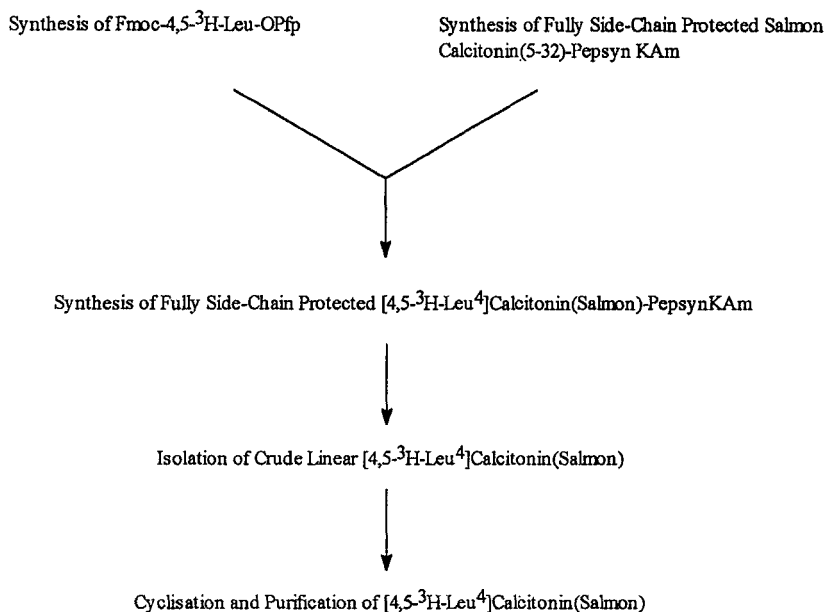 Synthesis of Fmoc-4,5-³H-Leu-OPfp
Synthesis of Fully Side-Chain Protected Salmon
Calcitonin(5-32)-Pepsyn KAm
Synthesis of Fully Side-Chain Protected [4,5-³H-Leu⁴]Calcitonin(Salmon)-PepsynKAm
Isolation of Crude Linear [4,5-³H-Leu⁴]Calcitonin(Salmon)
Cyclisation and Purification of [4,5-³H-Leu⁴]Calcitonin(Salmon)